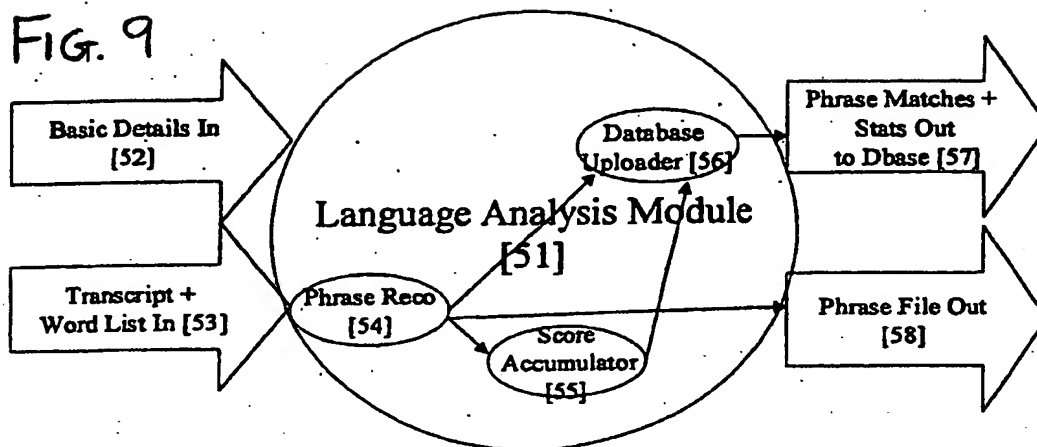 FIG. 9
Basic Details In
[52]
Transcript +
Word List In [53]
Language Analysis Module
[51]
Phrase Reco
[54]
Score
Accumulator
[55]
Database
Uploader [56]
Phrase Matches +
Stats Out
to Dbase [57]
Phrase File Out
[58]